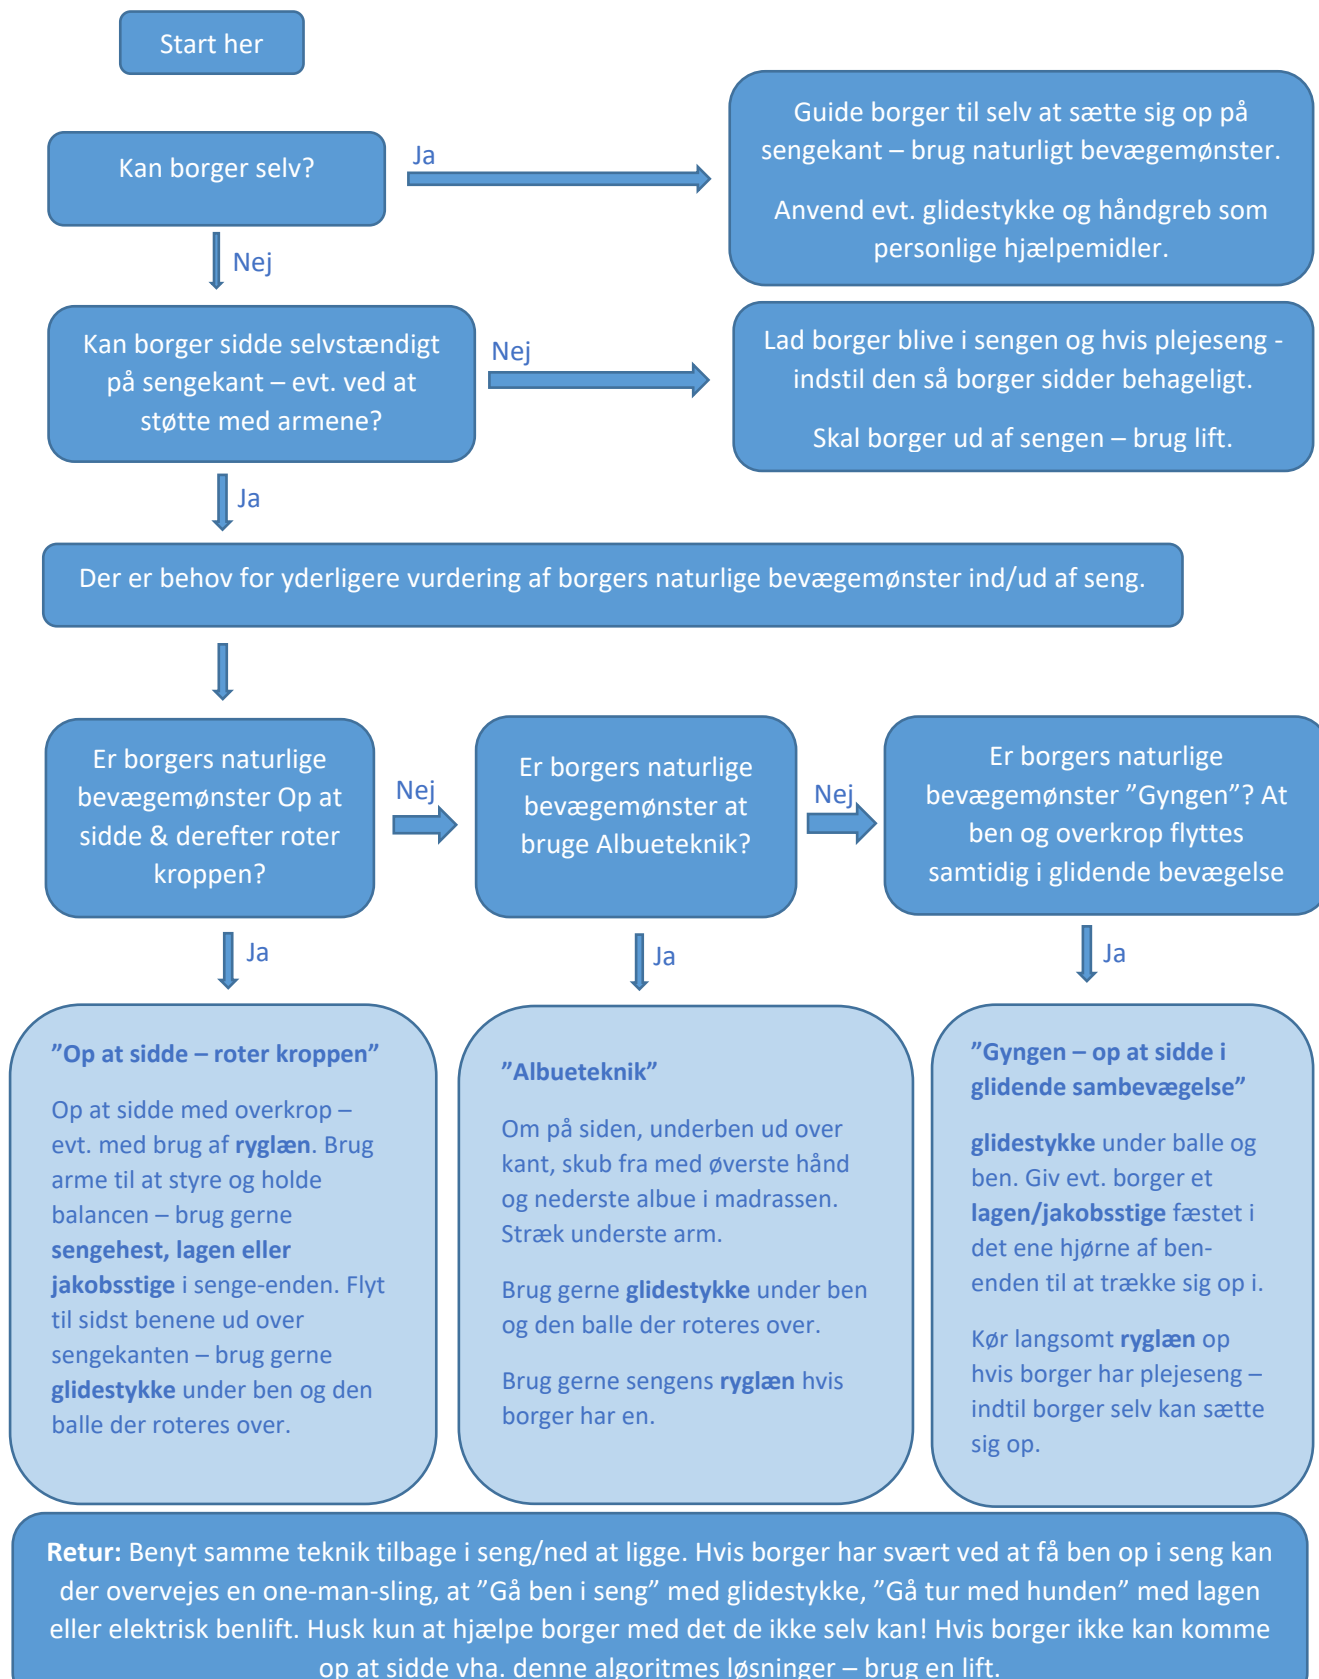 Start her
Kan borger selv?
Ja
Guide borger til selv at sætte sig op på
sengekant – brug naturligt bevægemønster.
Anvend evt. glidestykke og håndgreb som
personlige hjælpemidler.
Nej
Kan borger sidde selvstændigt
på sengekant – evt. ved at
støtte med armene?
Nej
Lad borger blive i sengen og hvis plejeseng -
indstil den så borger sidder behageligt.
Skal borger ud af sengen – brug lift.
Ja
Der er behov for yderligere vurdering af borgers naturlige bevægemønster ind/ud af seng.
Er borgers naturlige
bevægemønster Op at
sidde & derefter roter
kroppen?
Nej
Er borgers naturlige
bevægemønster at
bruge Albueteknik?
Nej
Er borgers naturlige
bevægemønster ”Gyngen”? At
ben og overkrop flyttes
samtidig i glidende bevægelse
Ja
Ja
Ja
”Op at sidde – roter kroppen”
Op at sidde med overkrop –
evt. med brug af ryglæn. Brug
arme til at styre og holde
balancen – brug gerne
sengehest, lagen eller
jakobsstige i senge-enden. Flyt
til sidst benene ud over
sengekanten – brug gerne
glidestykke under ben og den
balle der roteres over.
”Albueteknik”
Om på siden, underben ud over
kant, skub fra med øverste hånd
og nederste albue i madrassen.
Stræk underste arm.
Brug gerne glidestykke under ben
og den balle der roteres over.
Brug gerne sengens ryglæn hvis
borger har en.
”Gyngen – op at sidde i
glidende sambevægelse”
glidestykke under balle og
ben. Giv evt. borger et
lagen/jakobsstige fæstet i
det ene hjørne af ben-
enden til at trække sig op i.
Kør langsomt ryglæn op
hvis borger har plejeseng –
indtil borger selv kan sætte
sig op.
Retur: Benyt samme teknik tilbage i seng/ned at ligge. Hvis borger har svært ved at få ben op i seng kan
der overvejes en one-man-sling, at ”Gå ben i seng” med glidestykke, ”Gå tur med hunden” med lagen
eller elektrisk benlift. Husk kun at hjælpe borger med det de ikke selv kan! Hvis borger ikke kan komme
op at sidde vha. denne algoritmes løsninger – brug en lift.